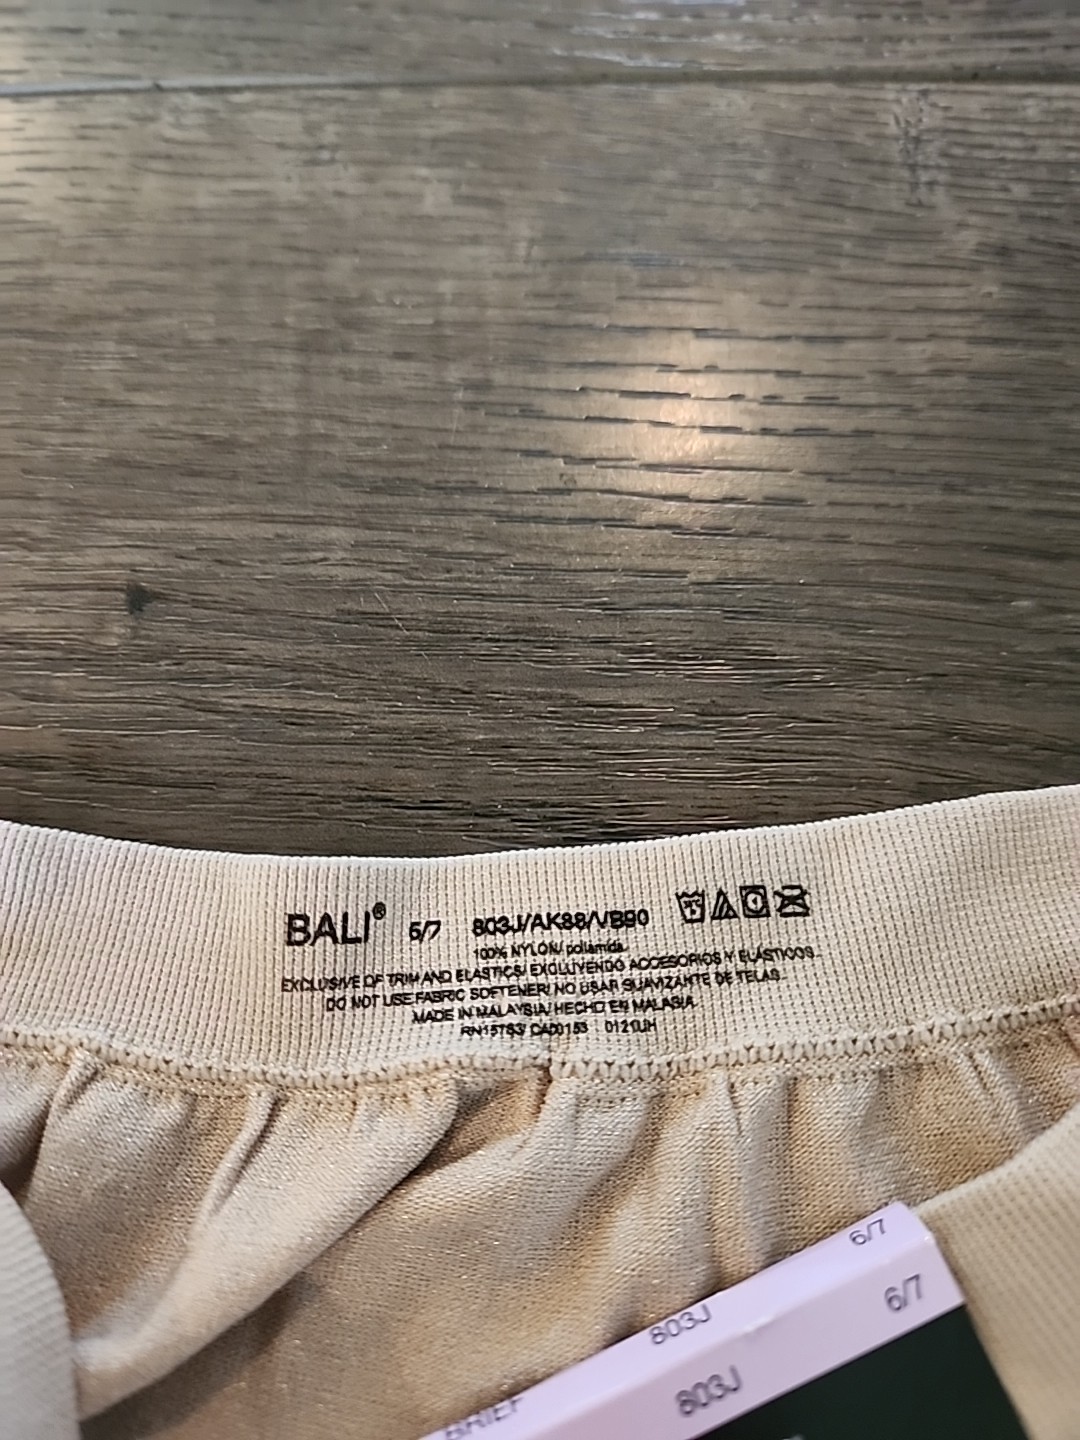 BALI® 6/7 803J/AK88/VB90
100% NYLON/ poliamida
EXCLUSIVE OF TRIM AND ELASTICS/ EXCLUYENDO ACCESORIOS Y ELÁSTICOS
DO NOT USE FABRIC SOFTENER/ NO USAR SUAVIZANTE DE TELAS
MADE IN MALAYSIA/ HECHO EN MALASIA
RN15763/ CA00153
6/7
803J
6/7
803J
BRIEF